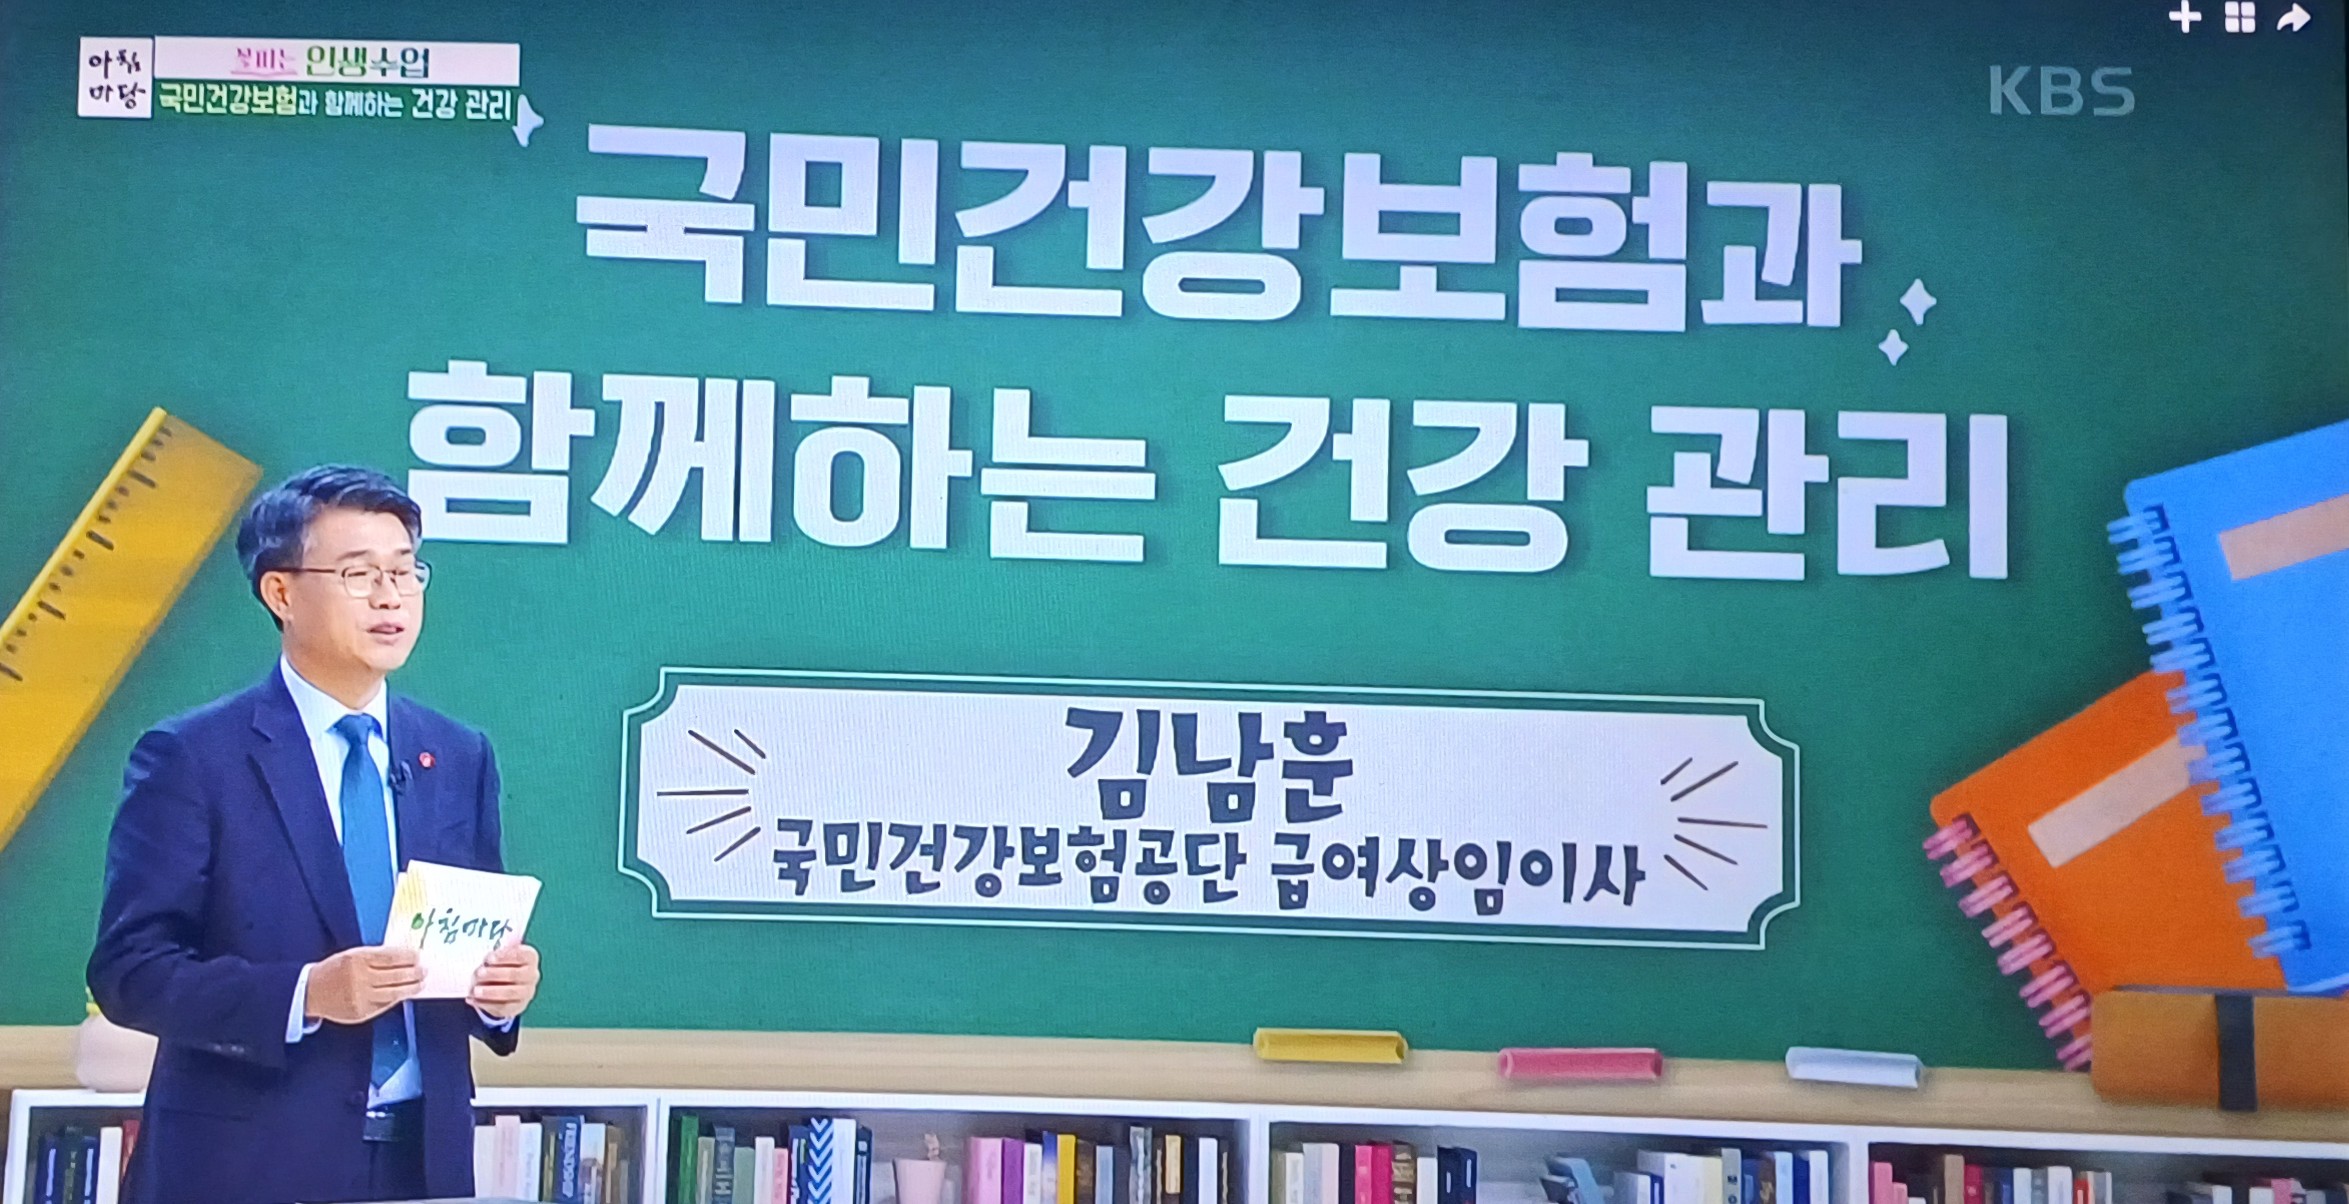 아침
마당
꽃피는 인생수업
국민건강보험과 함께하는 건강 관리
KBS
국민건강보험과
함께하는 건강 관리
김남훈
국민건강보험공단 급여상임이사
아침마당